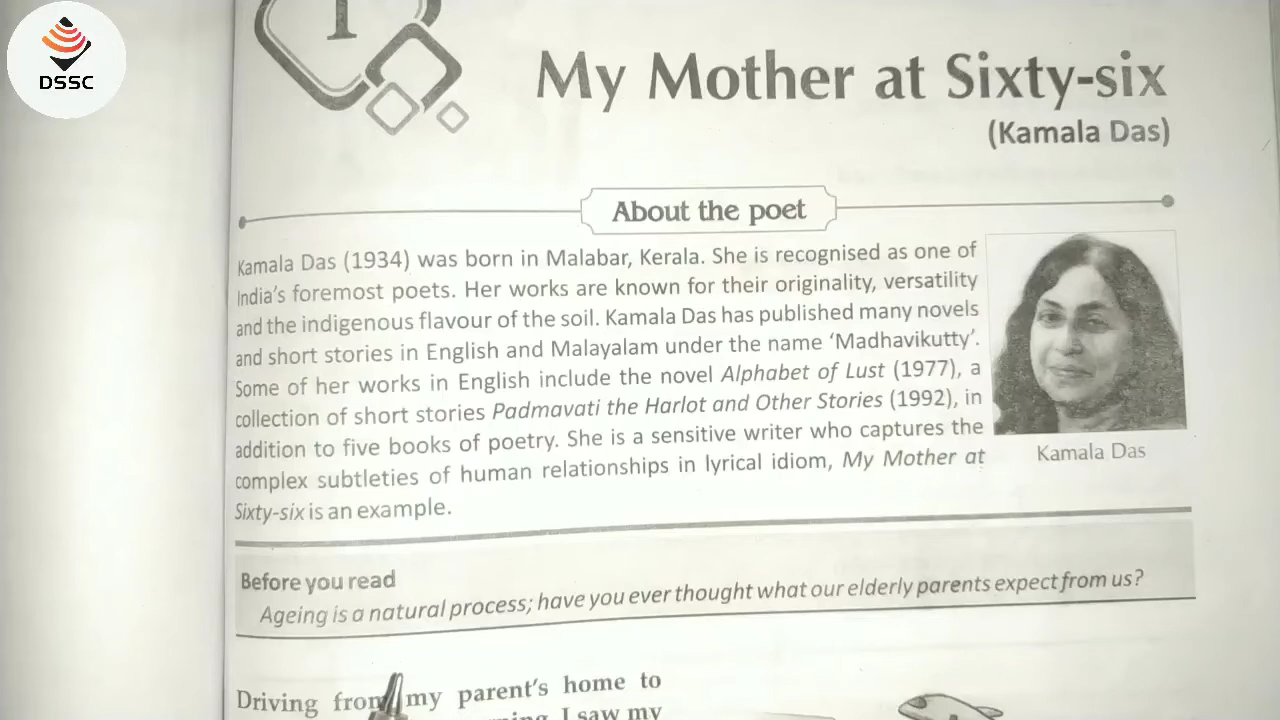 DSSC
1
My Mother at Sixty-six
(Kamala Das)
About the poet
Kamala Das (1934) was born in Malabar, Kerala. She is recognised as one of
India's foremost poets. Her works are known for their originality, versatility
and the indigenous flavour of the soil. Kamala Das has published many novels
and short stories in English and Malayalam under the name 'Madhavikutty'.
Some of her works in English include the novel Alphabet of Lust (1977), a
collection of short stories Padmavati the Harlot and Other Stories (1992), in
addition to five books of poetry. She is a sensitive writer who captures the
complex subtleties of human relationships in lyrical idiom, My Mother at
Sixty-six is an example.
Kamala Das
Before you read
Ageing is a natural process; have you ever thought what our elderly parents expect from us?
Driving from my parent's home to
I saw my